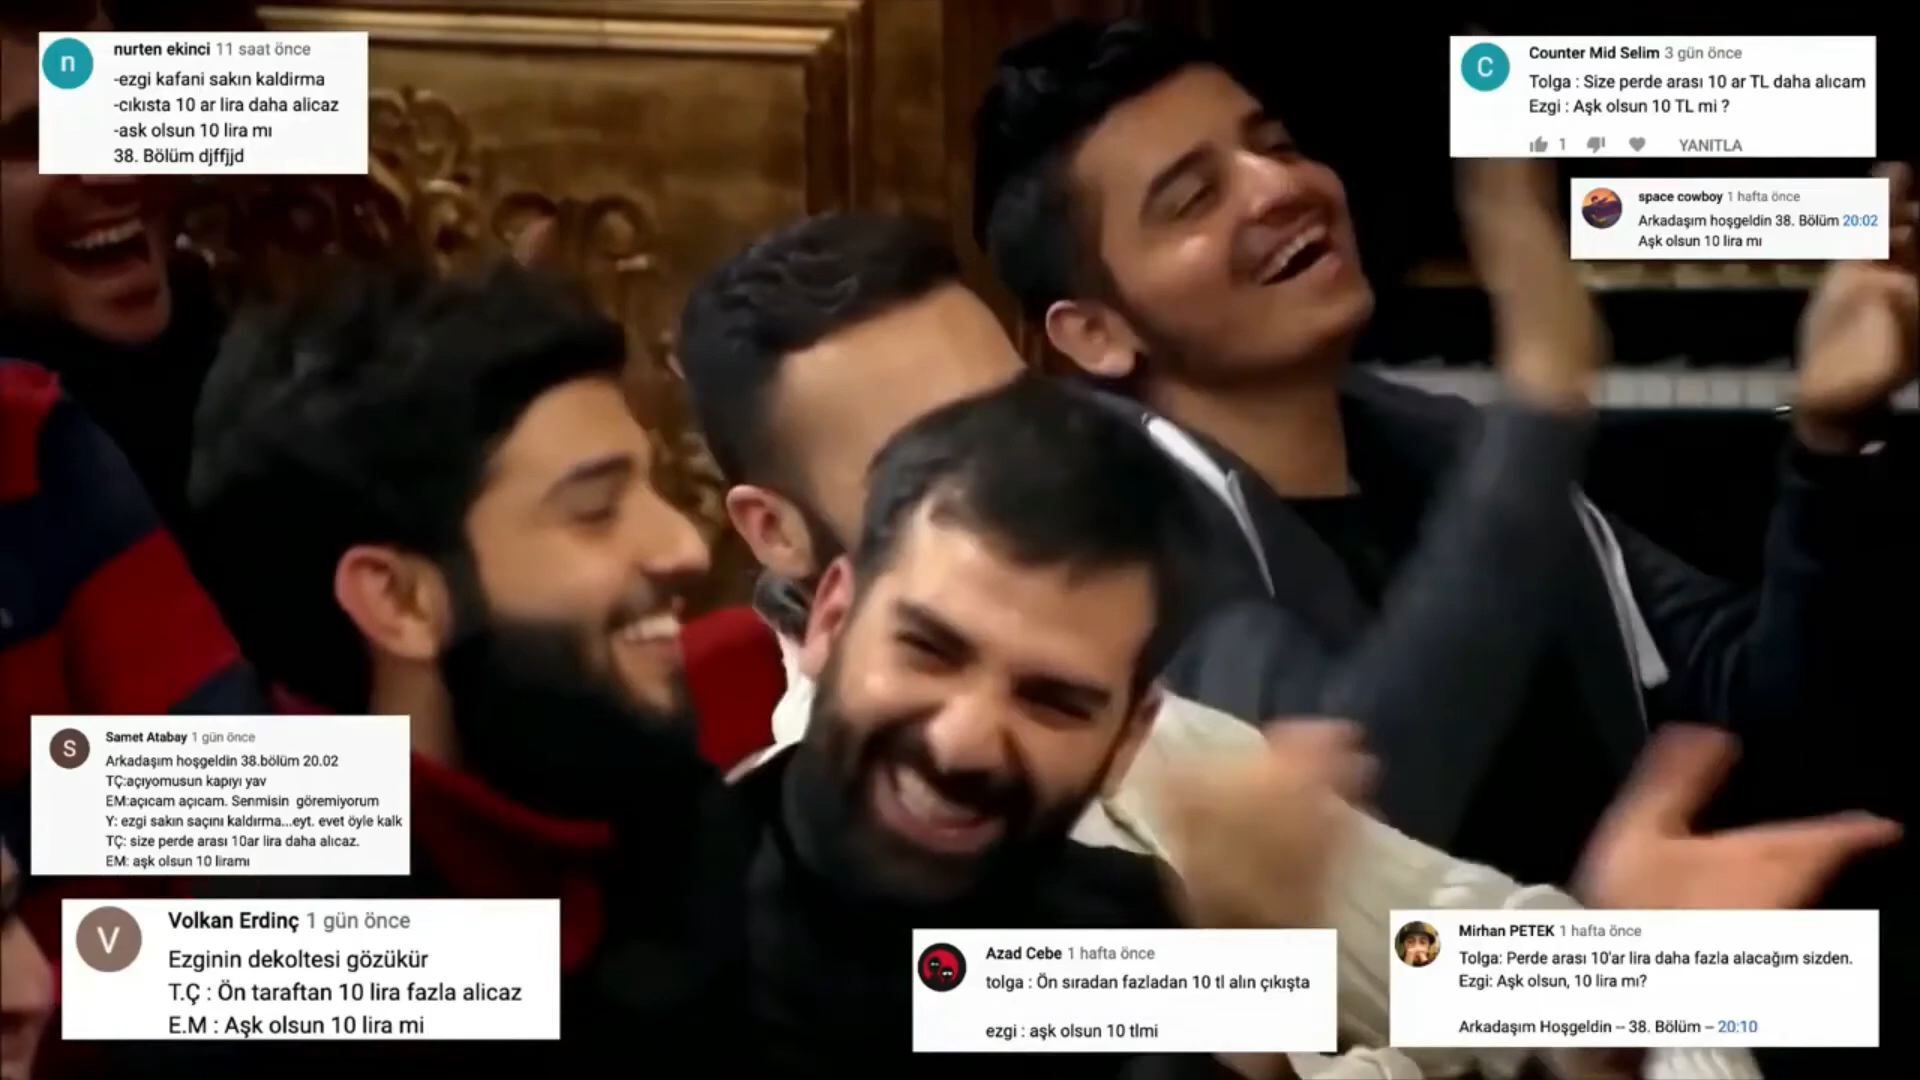 nurten ekinci 11 saat önce
-ezgi kafani sakın kaldirma
-cıkısta 10 ar lira daha alicaz
-ask olsun 10 lira mı
38. Bölüm djffjjd
Counter Mid Selim 3 gün önce
Tolga : Size perde arası 10 ar TL daha alıcam
Ezgi : Aşk olsun 10 TL mi ?
1 YANITLA
space cowboy 1 hafta önce
Arkadaşım hoşgeldin 38. Bölüm 20:02
Aşk olsun 10 lira mı
Samet Atabay 1 gün önce
Arkadaşım hoşgeldin 38.bölüm 20.02
TÇ:açıyomusun kapıyı yav
EM:açıcam açıcam. Senmisin göremiyorum
Y: ezgi sakın saçını kaldırma...eyt. evet öyle kalk
TÇ: size perde arası 10ar lira daha alıcaz.
EM: aşk olsun 10 liramı
Volkan Erdinç 1 gün önce
Ezginin dekoltesi gözükür
T.Ç : Ön taraftan 10 lira fazla alicaz
E.M : Aşk olsun 10 lira mi
Azad Cebe 1 hafta önce
tolga : Ön sıradan fazladan 10 tl alın çıkışta
ezgi : aşk olsun 10 tlmi
Mirhan PETEK 1 hafta önce
Tolga: Perde arası 10'ar lira daha fazla alacağım sizden.
Ezgi: Aşk olsun, 10 lira mı?
Arkadaşım Hoşgeldin – 38. Bölüm – 20:10
S
V
C
n